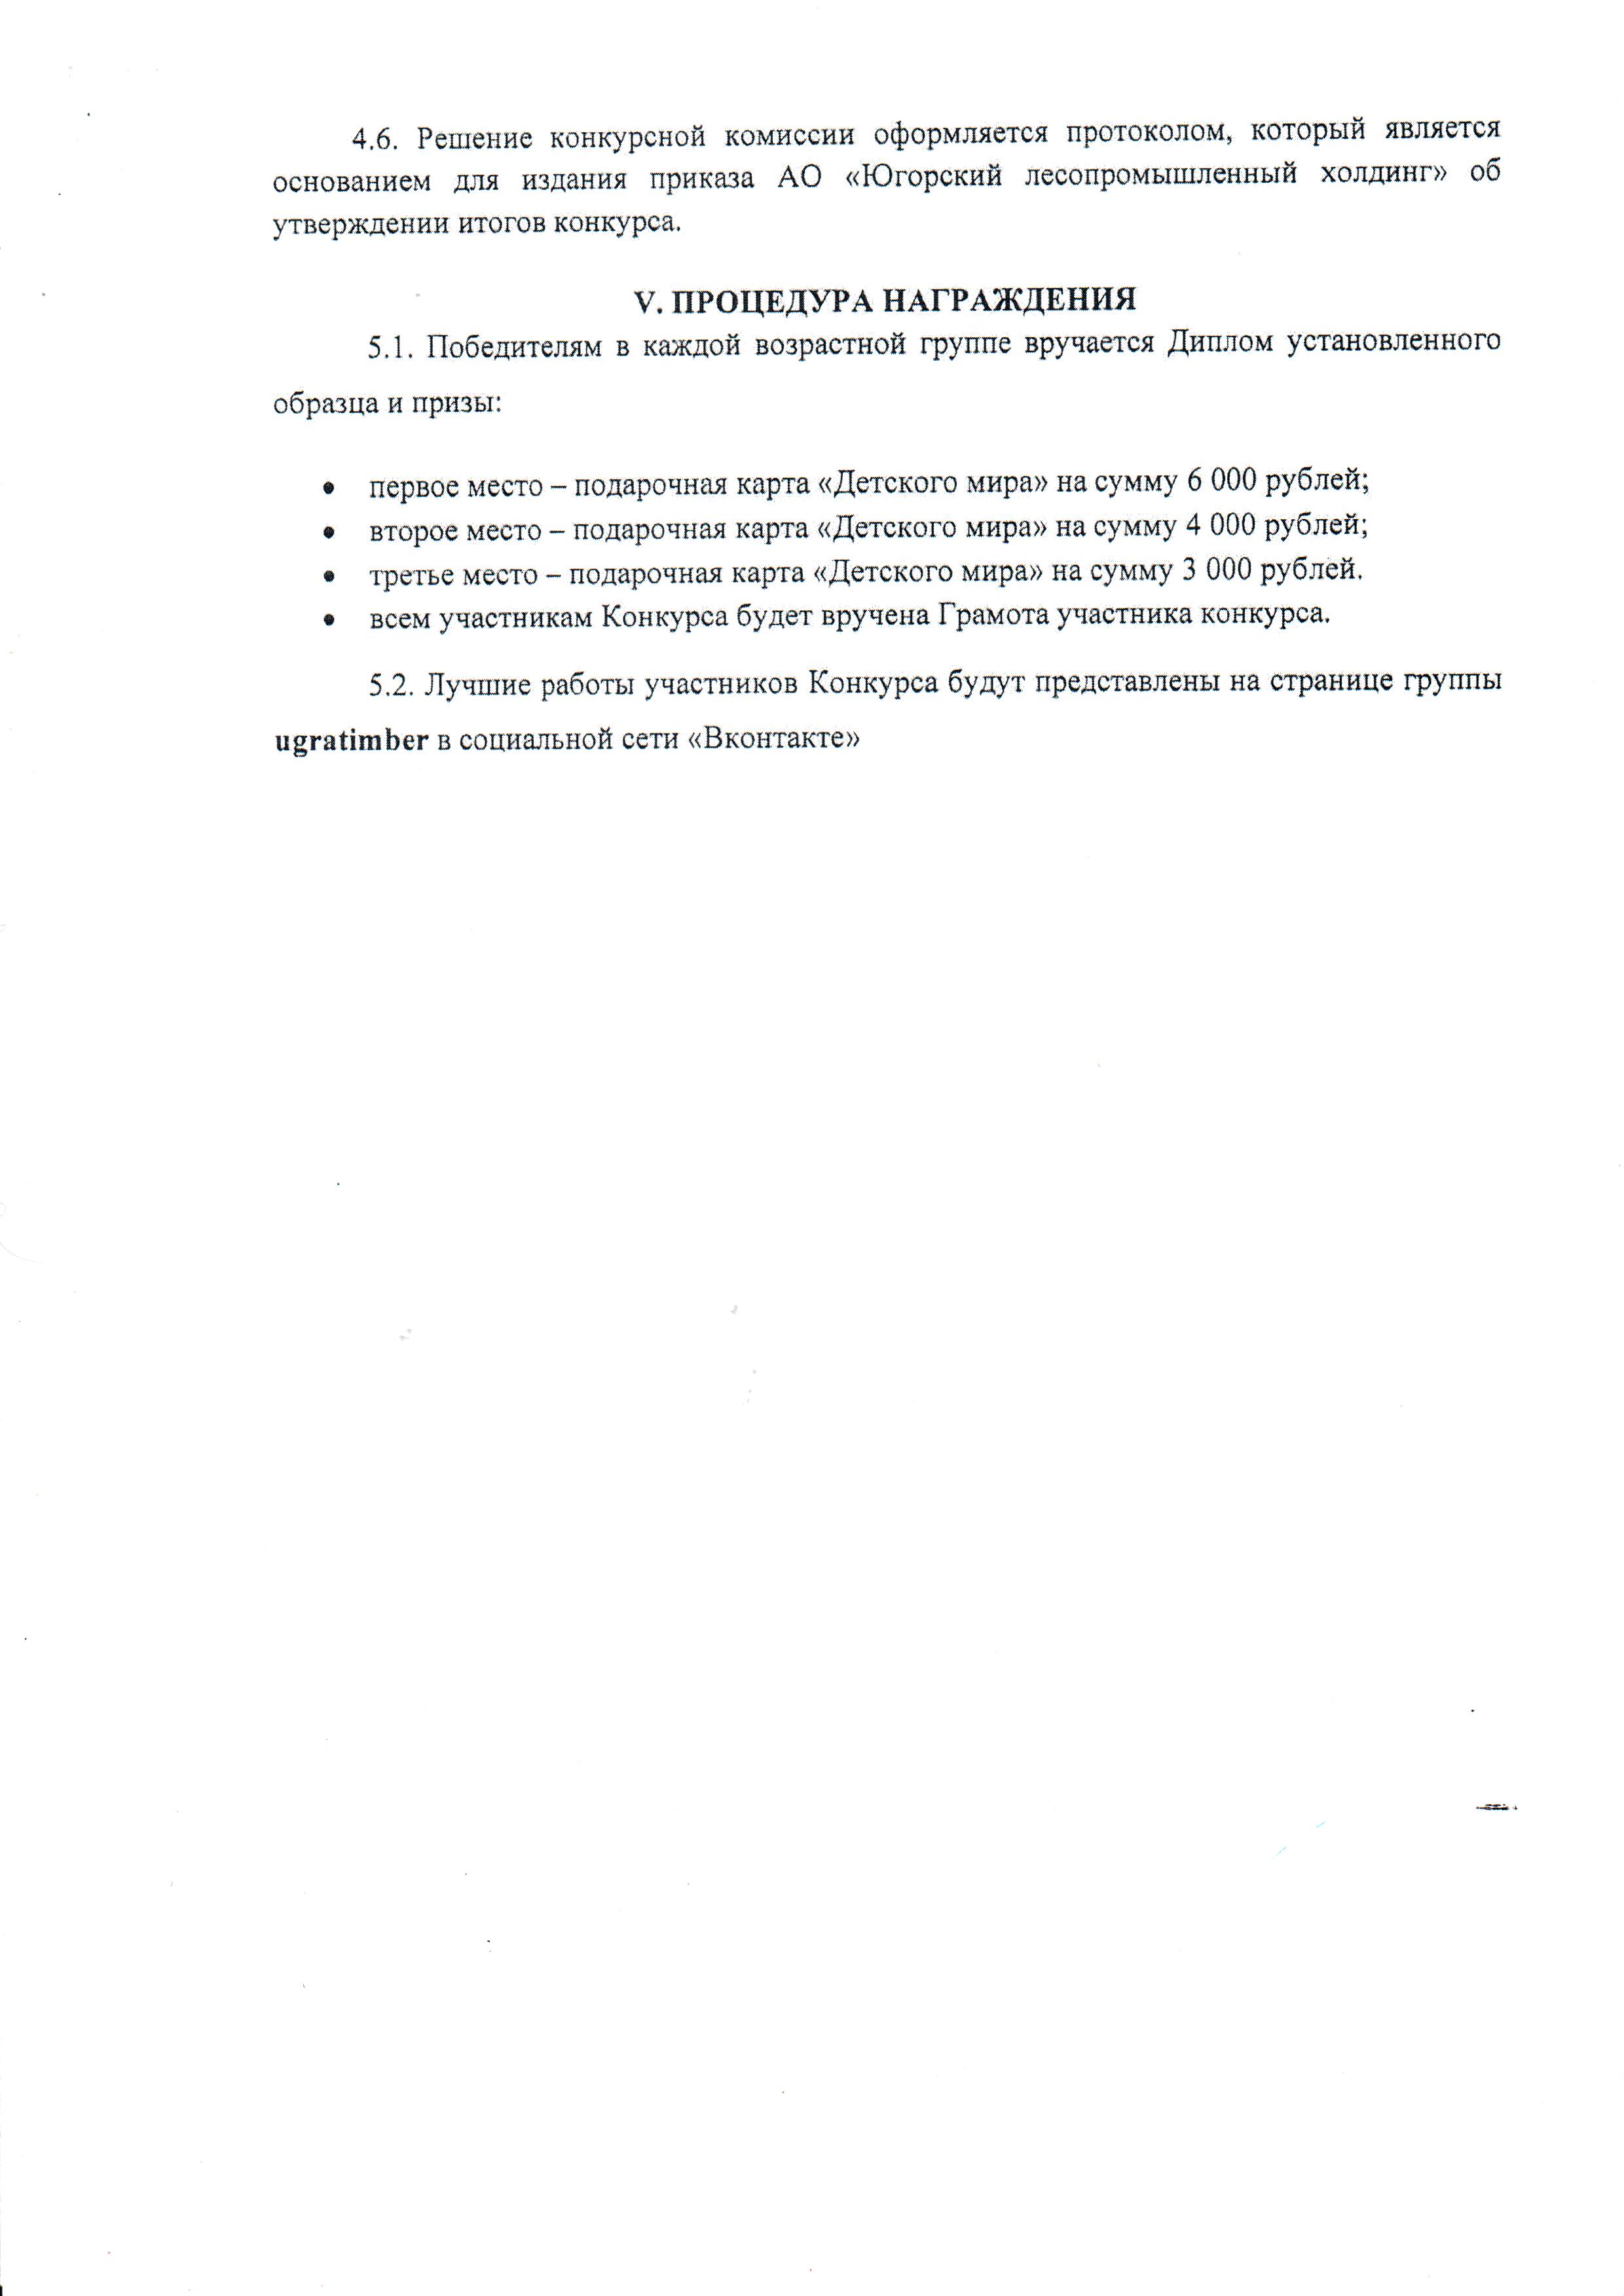 4.6. Решение конкурсной комиссии оформляется протоколом, который является
основанием для издания приказа АО «Югорский лесопромышленный холдинг» об
утверждении итогов конкурса.
V. ПРОЦЕДУРА НАГРАЖДЕНИЯ
5.1. Победителям в каждой возрастной группе вручается Диплом установленного
образца и призы:
• первое место – подарочная карта «Детского мира» на сумму 6 000 рублей;
• второе место – подарочная карта «Детского мира» на сумму 4 000 рублей;
• третье место – подарочная карта «Детского мира» на сумму 3 000 рублей.
• всем участникам Конкурса будет вручена Грамота участника конкурса.
5.2. Лучшие работы участников Конкурса будут представлены на странице группы
ugratimber в социальной сети «Вконтакте»